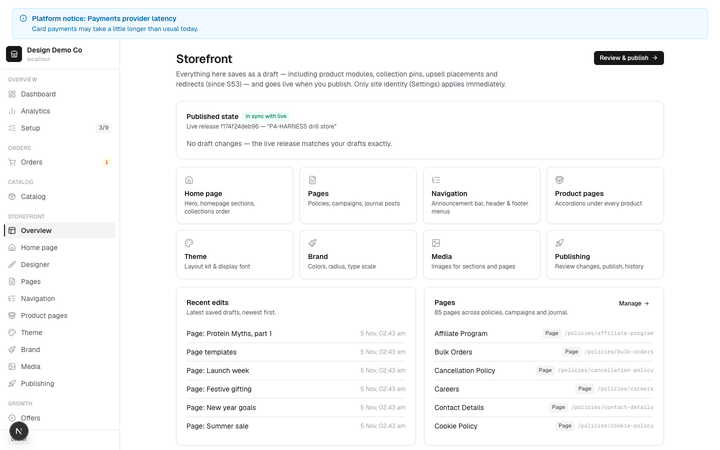 Platform notice: Payments provider latency
Card payments may take a little longer than usual today.
Design Demo Co
localhost
OVERVIEW
Dashboard
Analytics
Setup 3/9
ORDERS
Orders 1
CATALOG
Catalog
STOREFRONT
Overview
Home page
Designer
Pages
Navigation
Product pages
Theme
Brand
Media
Publishing
GROWTH
Offers
N
Storefront
Review & publish →
Everything here saves as a draft — including product modules, collection pins, upsell placements and
redirects (since S53) — and goes live when you publish. Only site identity (Settings) applies immediately.
Published state In sync with live
Live release f174f24deb96 — “P4-HARNESS drill store”
No draft changes — the live release matches your drafts exactly.
Home page
Hero, homepage sections,
collections order
Pages
Policies, campaigns, journal posts
Navigation
Announcement bar, header & footer
menus
Product pages
Accordions under every product
Theme
Layout kit & display font
Brand
Colors, radius, type scale
Media
Images for sections and pages
Publishing
Review changes, publish, history
Recent edits
Latest saved drafts, newest first.
Page: Protein Myths, part 1 5 Nov, 02:43 am
Page templates 5 Nov, 02:43 am
Page: Launch week 5 Nov, 02:43 am
Page: Festive gifting 5 Nov, 02:43 am
Page: New year goals 5 Nov, 02:43 am
Page: Summer sale 5 Nov, 02:43 am
Pages
Manage →
85 pages across policies, campaigns and journal.
Affiliate Program Page /policies/affiliate-program
Bulk Orders Page /policies/bulk-orders
Cancellation Policy Page /policies/cancellation-policy
Careers Page /policies/careers
Contact Details Page /policies/contact-details
Cookie Policy Page /policies/cookie-policy